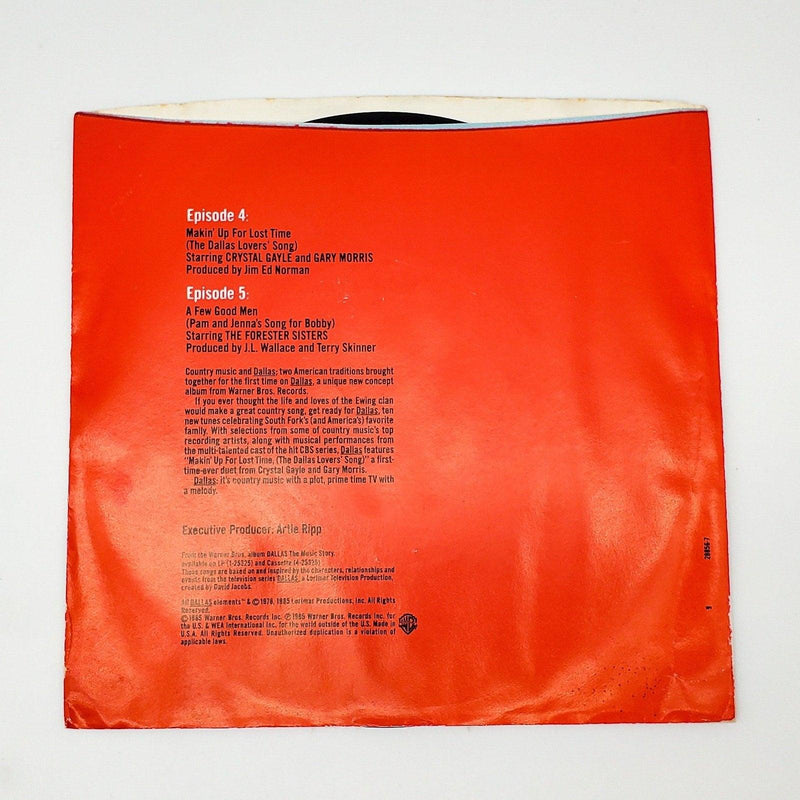 Episode 4:
Makin' Up For Lost Time
(The Dallas Lovers' Song)
Starring CRYSTAL GAYLE and GARY MORRIS
Produced by Jim Ed Norman
Episode 5:
A Few Good Men
(Pam and Jenna's Song for Bobby)
Starring THE FORESTER SISTERS
Produced by J.L. Wallace and Terry Skinner
Country music and Dallas; two American traditions brought
together for the first time on Dallas, a unique new concept
album from Warner Bros. Records.
If you ever thought the life and loves of the Ewing clan
would make a great country song, get ready for Dallas, ten
new tunes celebrating South Fork's (and America's) favorite
family. With selections from some of country music's top
recording artists, along with musical performances from
the multi-talented cast of the hit CBS series, Dallas features
"Makin' Up For Lost Time, (The Dallas Lovers' Song)" a first-
time-ever duet from Crystal Gayle and Gary Morris.
Dallas: it's country music with a plot, prime time TV with
a melody.
Executive Producer: Artie Ripp
From the Warner Bros. album DALLAS The Music Story.
available on LP (1-25325) and Cassette (4-25325)
These songs are based on and inspired by the characters, relationships and
events from the television series DALLAS, a Lorimar Television Production,
created by David Jacobs.
All DALLAS elements™ & © 1978, 1985 Lorimar Productions, Inc. All Rights
Reserved.
© 1985 Warner Bros. Records Inc. ℗ 1985 Warner Bros. Records Inc. for
the U.S. & WEA International Inc. for the world outside of the U.S. Made in
U.S.A. All Rights Reserved. Unauthorized duplication is a violation of
applicable laws.
28856-7